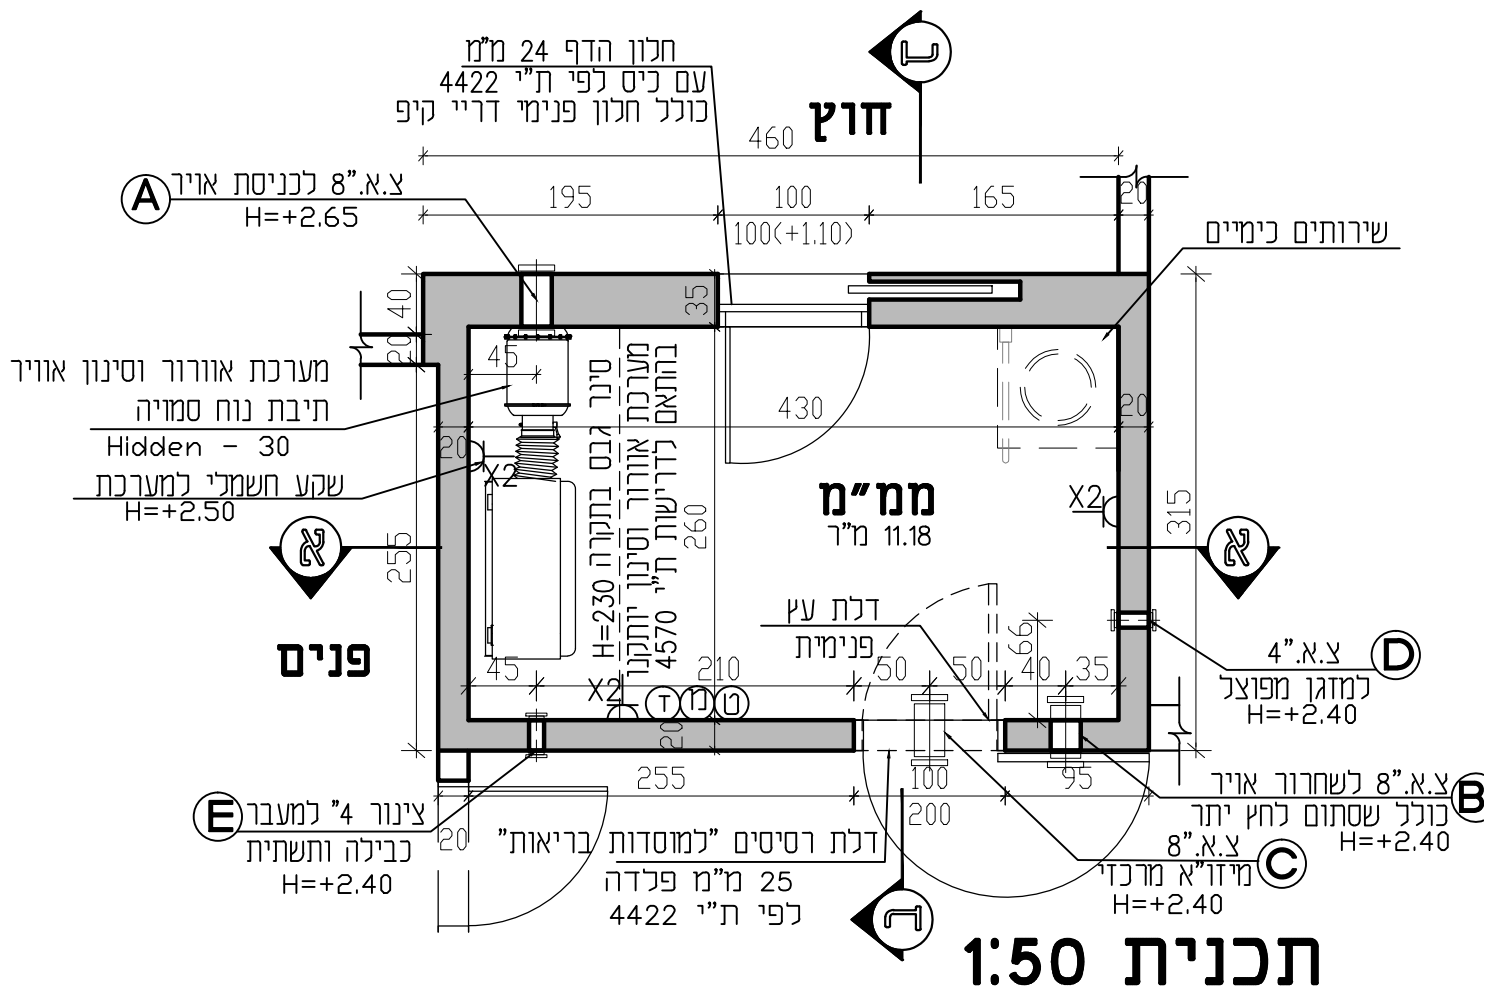 חלון הדף 24 מ"מ
עם כיס לפי ת"י 4422
כולל חלון פנימי דריי קיפ
חוץ
ד
460
195
100
165
20
100(+1.10)
A
צ.א."8 לכניסת אויר
H=+2.65
שירותים כימיים
40
20
35
45
מערכת אוורור וסינון אוויר
תיבת נוח סמויה
Hidden - 30
שקע חשמלי למערכת
H=+2.50
20
X2
430
20
סינר גבס בתקרה H=230
מערכת אוורור וסינון יותקנו
בהתאם לדרישות ת"י 4570
260
ממ"מ
11.18 מ"ר
X2
315
א
255
א
פנים
דלת עץ
פנימית
66
D
צ.א."4
למזגן מפוצל
H=+2.40
45
210
50
50
40
35
X2
ד
מ
ט
20
255
100
95
200
E
צינור 4" למעבר
כבילה ותשתית
H=+2.40
20
דלת רסיסים "למוסדות בריאות"
25 מ"מ פלדה
לפי ת"י 4422
B
צ.א."8 לשחרור אויר
כולל שסתום לחץ יתר
H=+2.40
C
צ.א."8
מיזו"א מרכזי
H=+2.40
תכנית 1:50